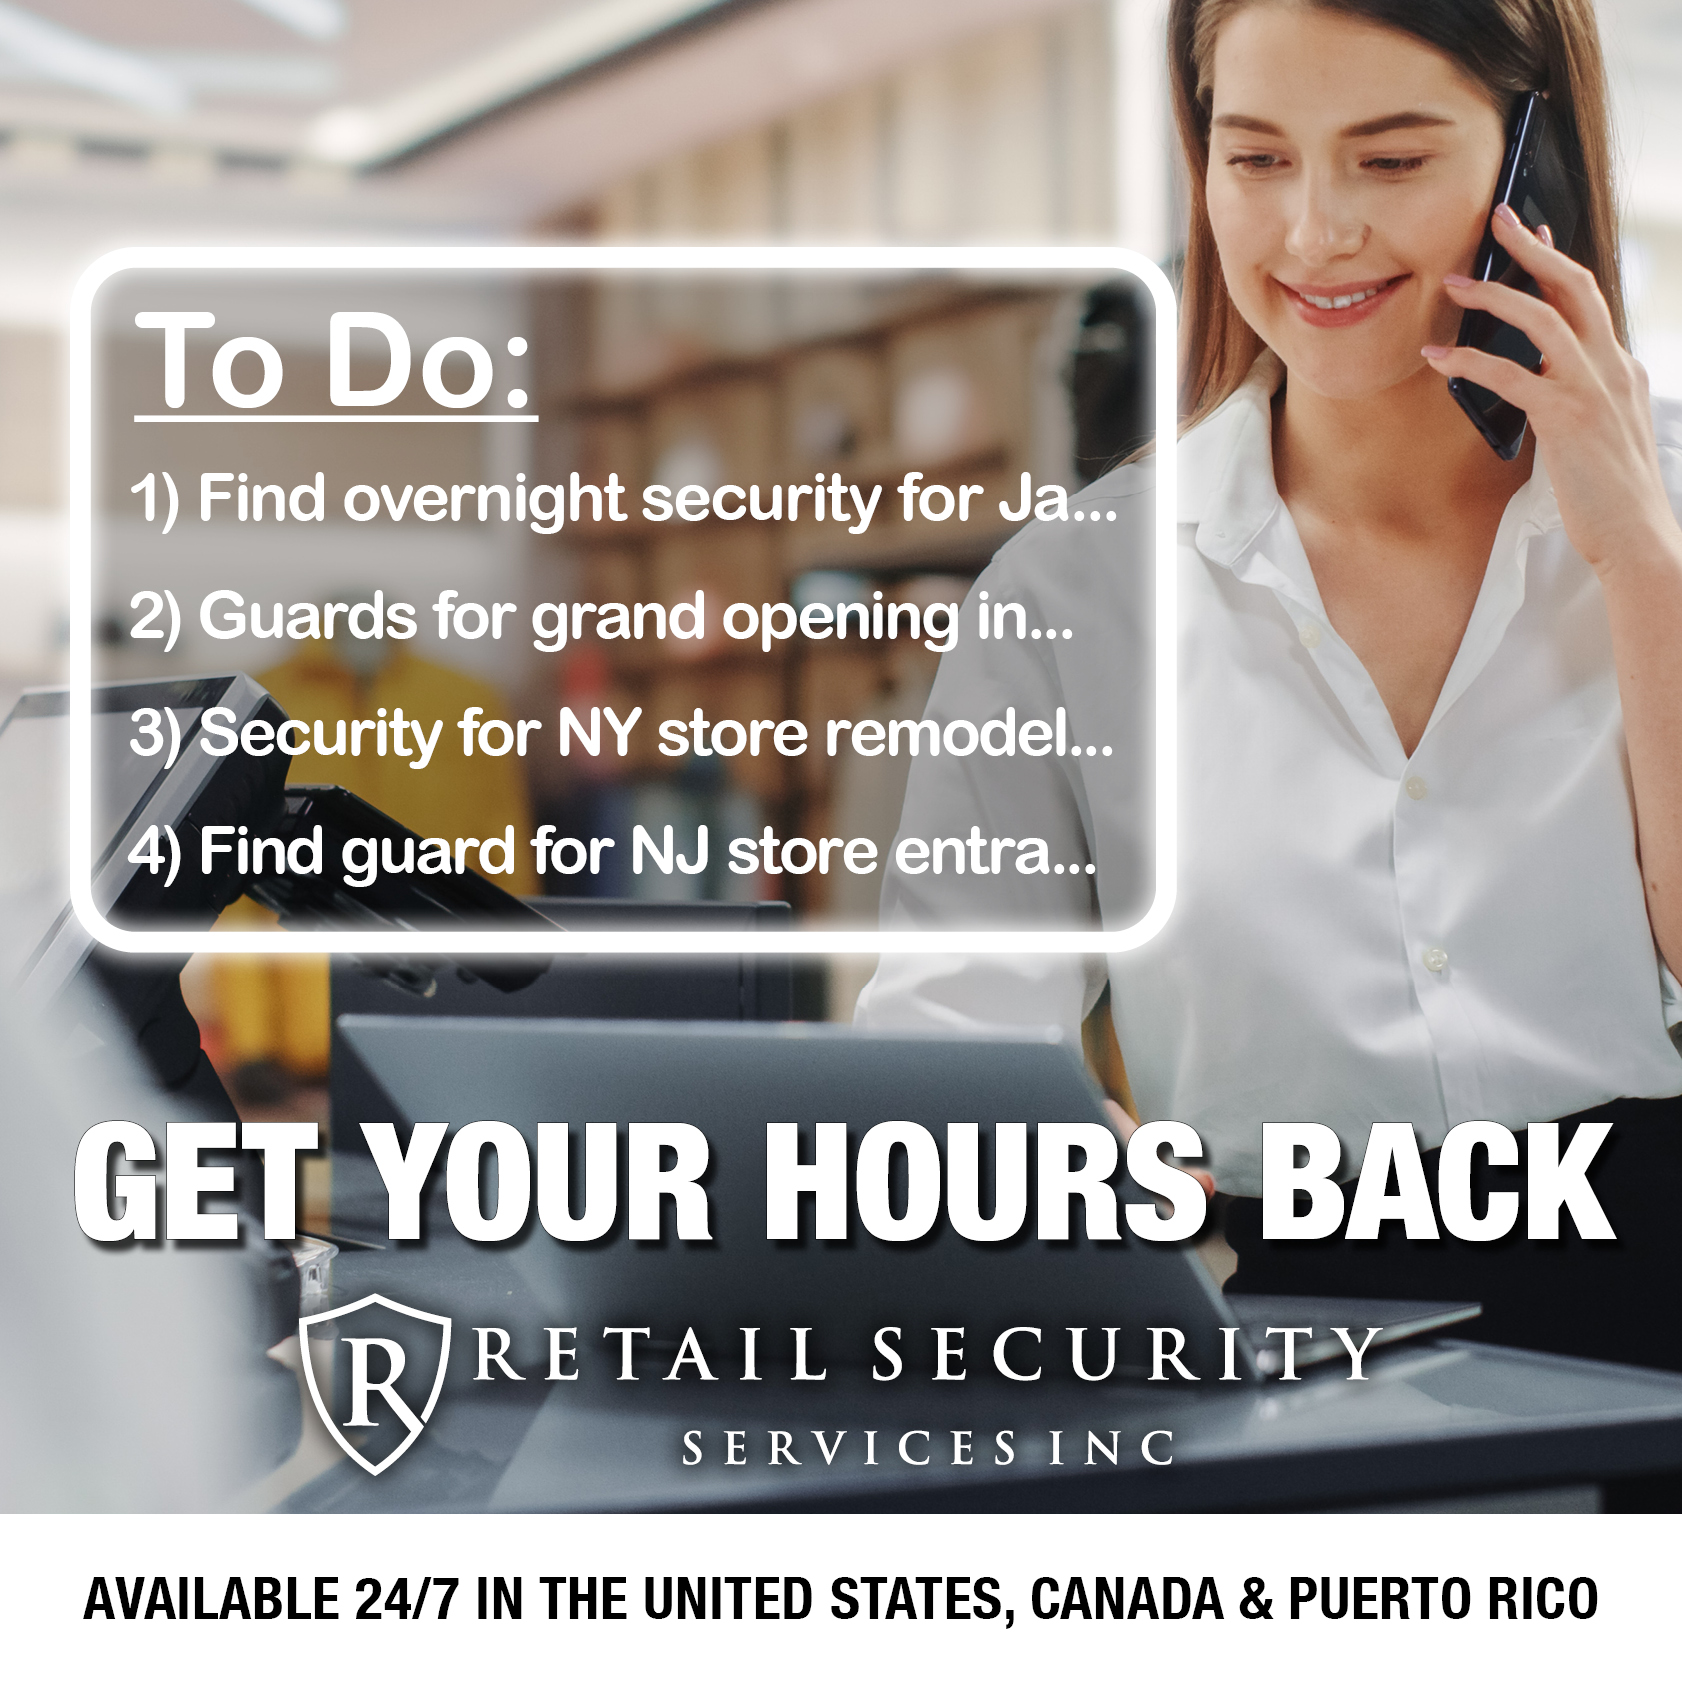 To Do:
1) Find overnight security for Ja...
2) Guards for grand opening in...
3) Security for NY store remodel...
4) Find guard for NJ store entra...
GET YOUR HOURS BACK
R RETAIL SECURITY
SERVICES INC
AVAILABLE 24/7 IN THE UNITED STATES, CANADA & PUERTO RICO